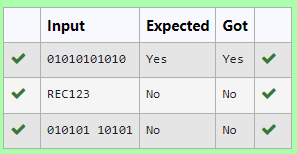 Input Expected Got
01010101010 Yes Yes
REC123 No No
010101 10101 No No